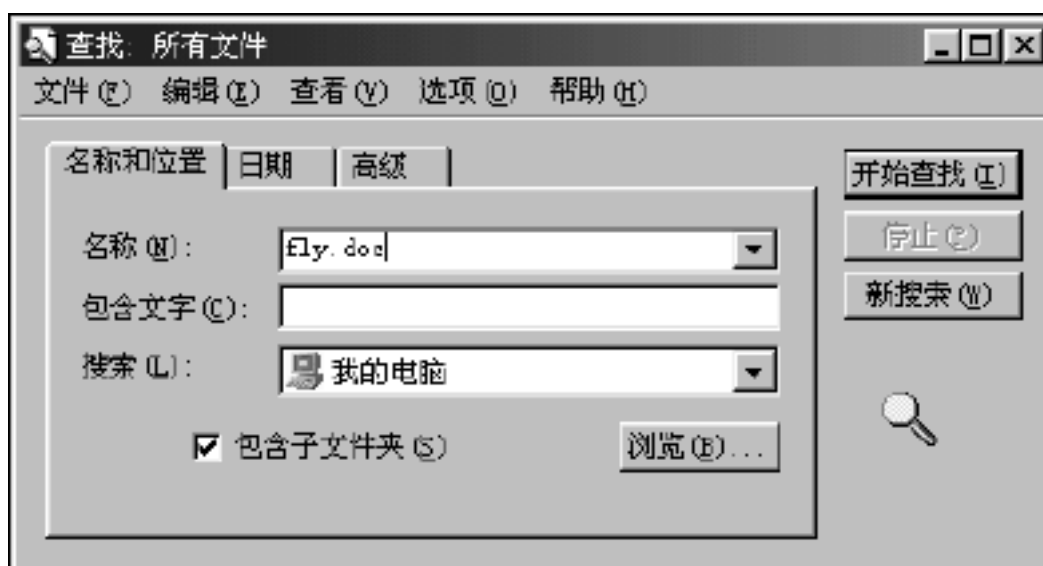 查找: 所有文件
文件(F) 编辑(E) 查看(V) 选项(O) 帮助(H)
名称和位置 日期 高级
名称(N):
fly.doc
包含文字(C):
搜索(L):
我的电脑
包含子文件夹(S)
浏览(B)...
开始查找(I)
停止(P)
新搜索(W)